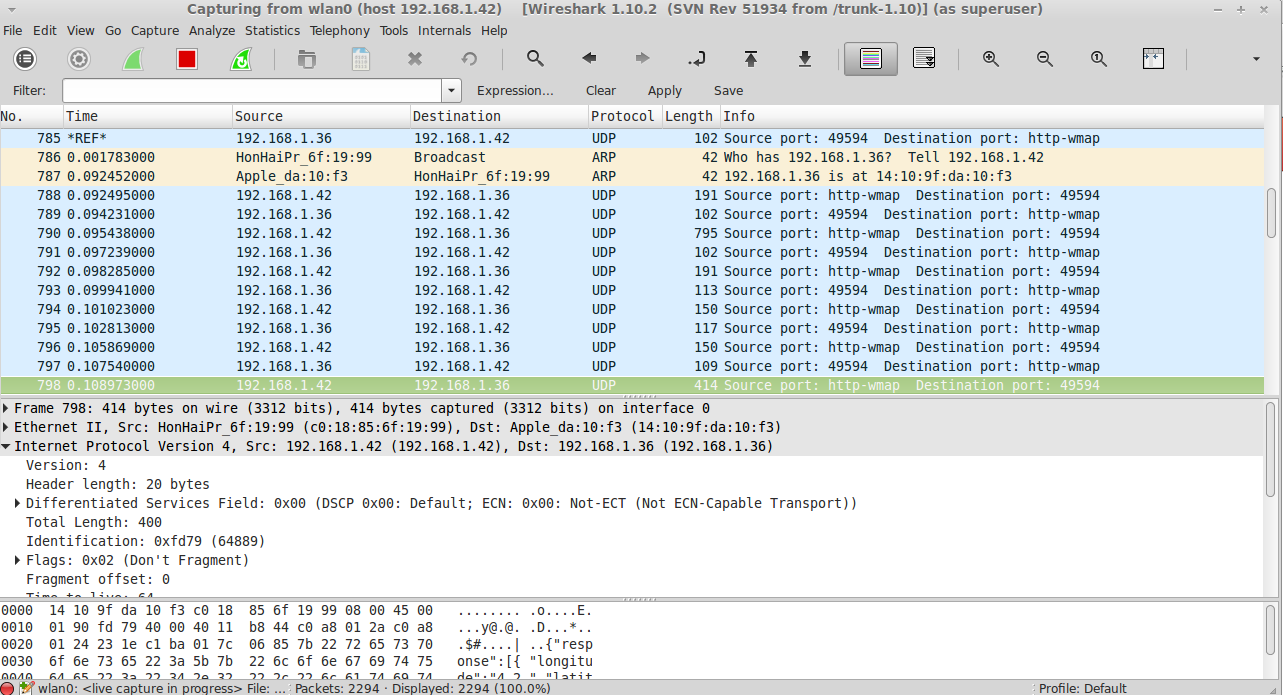 Capturing from wlan0 (host 192.168.1.42)    [Wireshark 1.10.2  (SVN Rev 51934 from /trunk-1.10)] (as superuser)
File Edit View Go Capture Analyze Statistics Telephony Tools Internals Help
Filter: Expression... Clear Apply Save
No. Time Source Destination Protocol Length Info
785 *REF* 192.168.1.36 192.168.1.42 UDP 102 Source port: 49594  Destination port: http-wmap
786 0.001783000 HonHaiPr_6f:19:99 Broadcast ARP 42 Who has 192.168.1.36?  Tell 192.168.1.42
787 0.092452000 Apple_da:10:f3 HonHaiPr_6f:19:99 ARP 42 192.168.1.36 is at 14:10:9f:da:10:f3
788 0.092495000 192.168.1.42 192.168.1.36 UDP 191 Source port: http-wmap  Destination port: 49594
789 0.094231000 192.168.1.36 192.168.1.42 UDP 102 Source port: 49594  Destination port: http-wmap
790 0.095438000 192.168.1.42 192.168.1.36 UDP 795 Source port: http-wmap  Destination port: 49594
791 0.097239000 192.168.1.36 192.168.1.42 UDP 102 Source port: 49594  Destination port: http-wmap
792 0.098285000 192.168.1.42 192.168.1.36 UDP 191 Source port: http-wmap  Destination port: 49594
793 0.099941000 192.168.1.36 192.168.1.42 UDP 113 Source port: 49594  Destination port: http-wmap
794 0.101023000 192.168.1.42 192.168.1.36 UDP 150 Source port: http-wmap  Destination port: 49594
795 0.102813000 192.168.1.36 192.168.1.42 UDP 117 Source port: 49594  Destination port: http-wmap
796 0.105869000 192.168.1.42 192.168.1.36 UDP 150 Source port: http-wmap  Destination port: 49594
797 0.107540000 192.168.1.36 192.168.1.42 UDP 109 Source port: 49594  Destination port: http-wmap
798 0.108973000 192.168.1.42 192.168.1.36 UDP 414 Source port: http-wmap  Destination port: 49594
Frame 798: 414 bytes on wire (3312 bits), 414 bytes captured (3312 bits) on interface 0
Ethernet II, Src: HonHaiPr_6f:19:99 (c0:18:85:6f:19:99), Dst: Apple_da:10:f3 (14:10:9f:da:10:f3)
Internet Protocol Version 4, Src: 192.168.1.42 (192.168.1.42), Dst: 192.168.1.36 (192.168.1.36)
Version: 4
Header length: 20 bytes
Differentiated Services Field: 0x00 (DSCP 0x00: Default; ECN: 0x00: Not-ECT (Not ECN-Capable Transport))
Total Length: 400
Identification: 0xfd79 (64889)
Flags: 0x02 (Don't Fragment)
Fragment offset: 0
Time to live: 64
0000  14 10 9f da 10 f3 c0 18  85 6f 19 99 08 00 45 00   ........ .o....E.
0010  01 90 fd 79 40 00 40 11  b8 44 c0 a8 01 2a c0 a8   ...y@.@. .D...*..
0020  01 24 23 1e c1 ba 01 7c  06 85 7b 22 72 65 73 70   .$#....| ..{"resp
0030  6f 6e 73 65 22 3a 5b 7b  22 6c 6f 6e 67 69 74 75   onse":[{ "longitu
0040  64 65 22 3a 22 34 2e 32  22 2c 22 6c 61 74 69 74   de":"4.2 ","latit
wlan0: <live capture in progress> File: ... Packets: 2294 · Displayed: 2294 (100.0%) Profile: Default